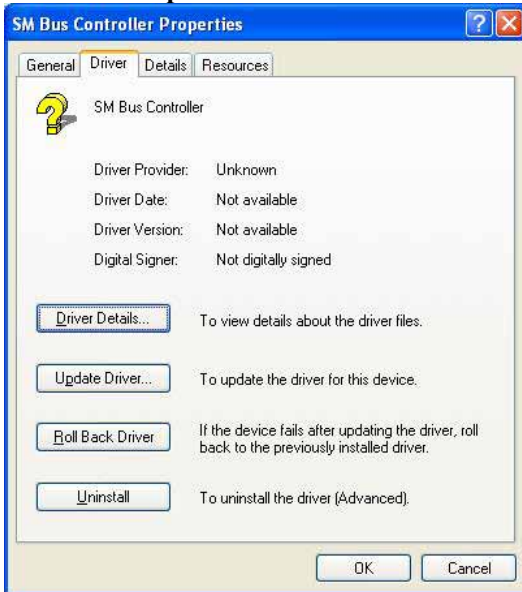 SM Bus Controller Properties
General Driver Details Resources
SM Bus Controller
Driver Provider: Unknown
Driver Date: Not available
Driver Version: Not available
Digital Signer: Not digitally signed
Driver Details... To view details about the driver files.
Update Driver... To update the driver for this device.
Roll Back Driver If the device fails after updating the driver, roll
back to the previously installed driver.
Uninstall To uninstall the driver (Advanced).
OK Cancel